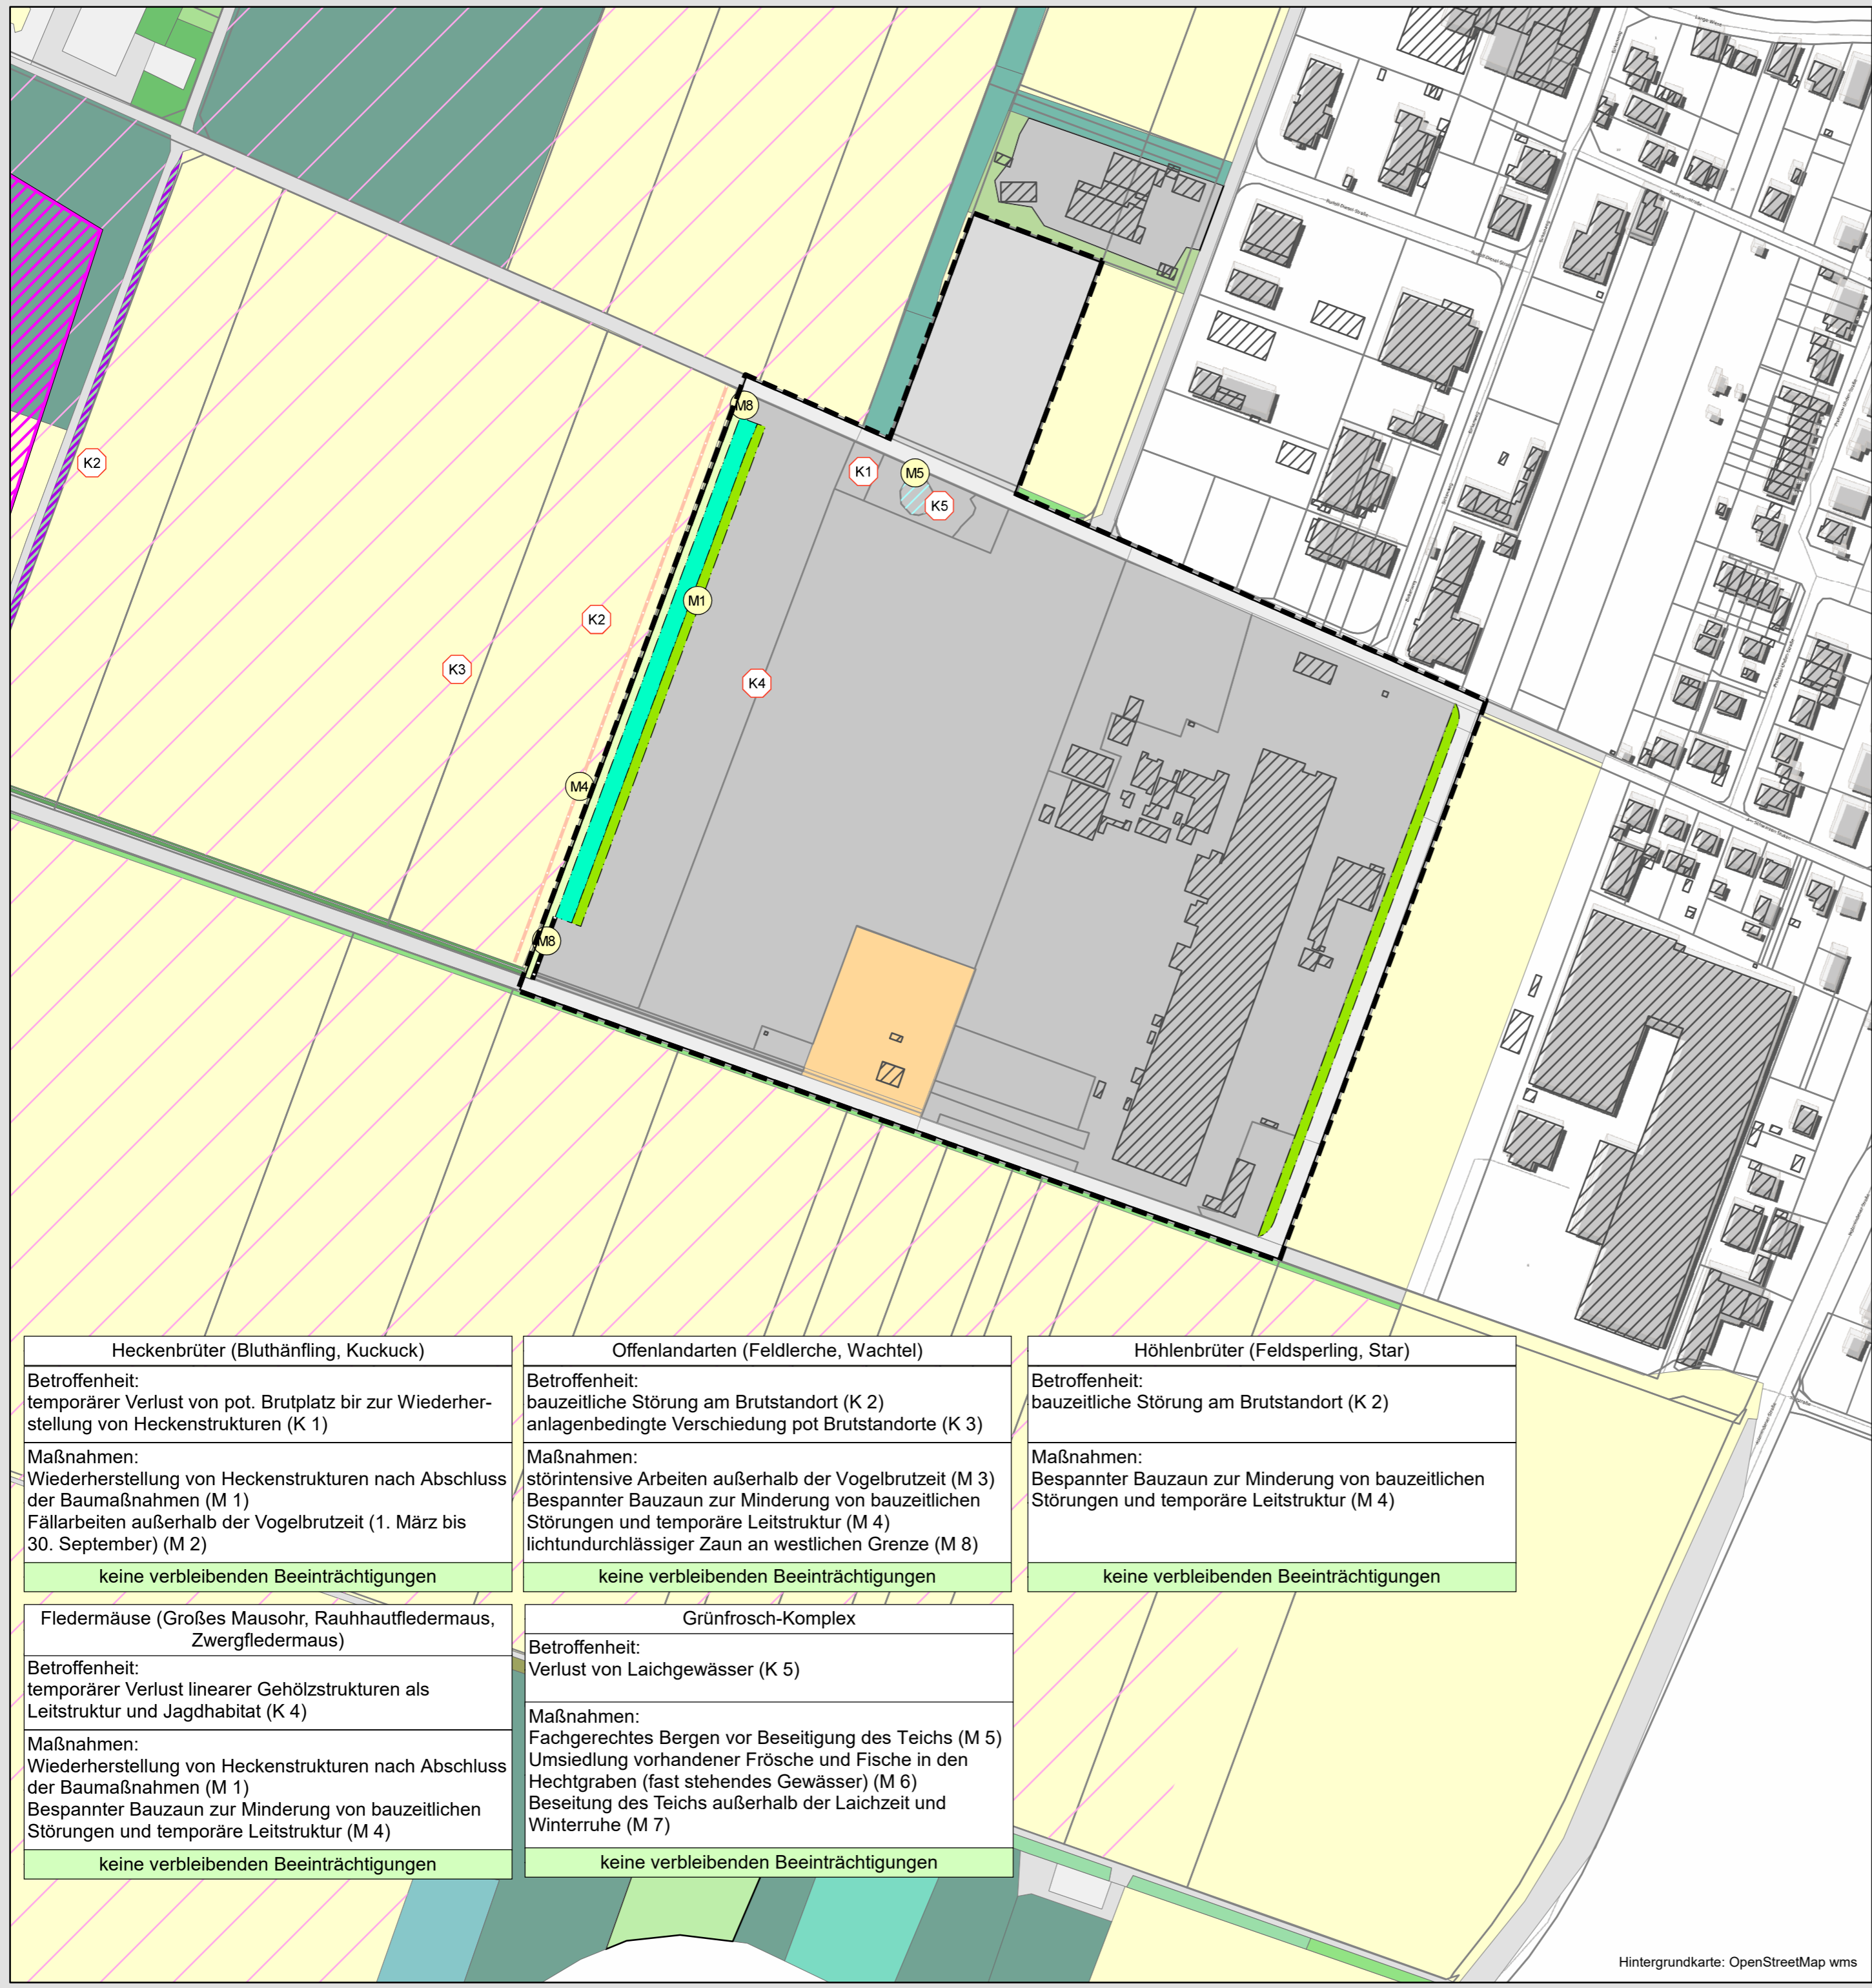 M8
K1
M5
K5
K2
M1
K2
K3
K4
M4
M8
Rudolf-Diesel-Straße
Heckenbrüter (Bluthänfling, Kuckuck)
Betroffenheit:
temporärer Verlust von pot. Brutplatz bir zur Wiederher-
stellung von Heckenstrukturen (K 1)
Maßnahmen:
Wiederherstellung von Heckenstrukturen nach Abschluss
der Baumaßnahmen (M 1)
Fällarbeiten außerhalb der Vogelbrutzeit (1. März bis
30. September) (M 2)
keine verbleibenden Beeinträchtigungen
Offenlandarten (Feldlerche, Wachtel)
Betroffenheit:
bauzeitliche Störung am Brutstandort (K 2)
anlagenbedingte Verschiedung pot Brutstandorte (K 3)
Maßnahmen:
störintensive Arbeiten außerhalb der Vogelbrutzeit (M 3)
Bespannter Bauzaun zur Minderung von bauzeitlichen
Störungen und temporäre Leitstruktur (M 4)
lichtundurchlässiger Zaun an westlichen Grenze (M 8)
keine verbleibenden Beeinträchtigungen
Höhlenbrüter (Feldsperling, Star)
Betroffenheit:
bauzeitliche Störung am Brutstandort (K 2)
Maßnahmen:
Bespannter Bauzaun zur Minderung von bauzeitlichen
Störungen und temporäre Leitstruktur (M 4)
keine verbleibenden Beeinträchtigungen
Fledermäuse (Großes Mausohr, Rauhhautfledermaus,
Zwergfledermaus)
Betroffenheit:
temporärer Verlust linearer Gehölzstrukturen als
Leitstruktur und Jagdhabitat (K 4)
Maßnahmen:
Wiederherstellung von Heckenstrukturen nach Abschluss
der Baumaßnahmen (M 1)
Bespannter Bauzaun zur Minderung von bauzeitlichen
Störungen und temporäre Leitstruktur (M 4)
keine verbleibenden Beeinträchtigungen
Grünfrosch-Komplex
Betroffenheit:
Verlust von Laichgewässer (K 5)
Maßnahmen:
Fachgerechtes Bergen vor Beseitigung des Teichs (M 5)
Umsiedlung vorhandener Frösche und Fische in den
Hechtgraben (fast stehendes Gewässer) (M 6)
Beseitung des Teichs außerhalb der Laichzeit und
Winterruhe (M 7)
keine verbleibenden Beeinträchtigungen
Hintergrundkarte: OpenStreetMap wms